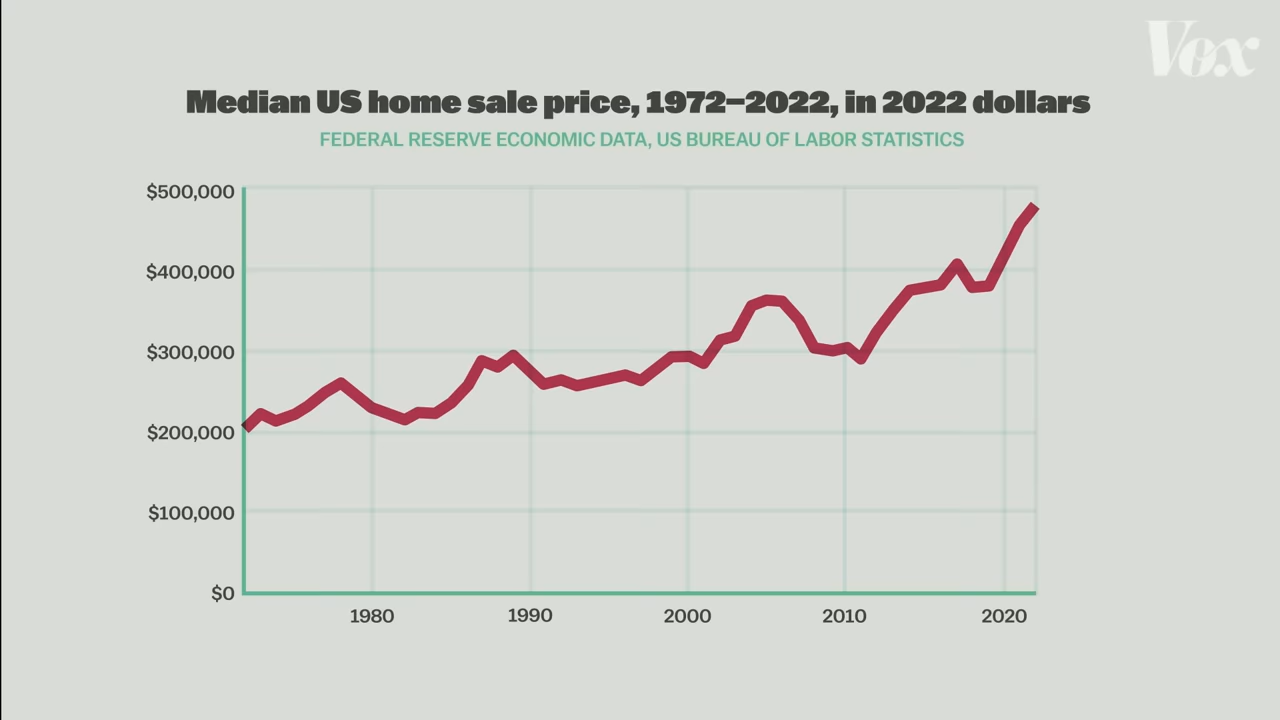 Vox
Median US home sale price, 1972–2022, in 2022 dollars
FEDERAL RESERVE ECONOMIC DATA, US BUREAU OF LABOR STATISTICS
$500,000
$400,000
$300,000
$200,000
$100,000
$0
1980 1990 2000 2010 2020